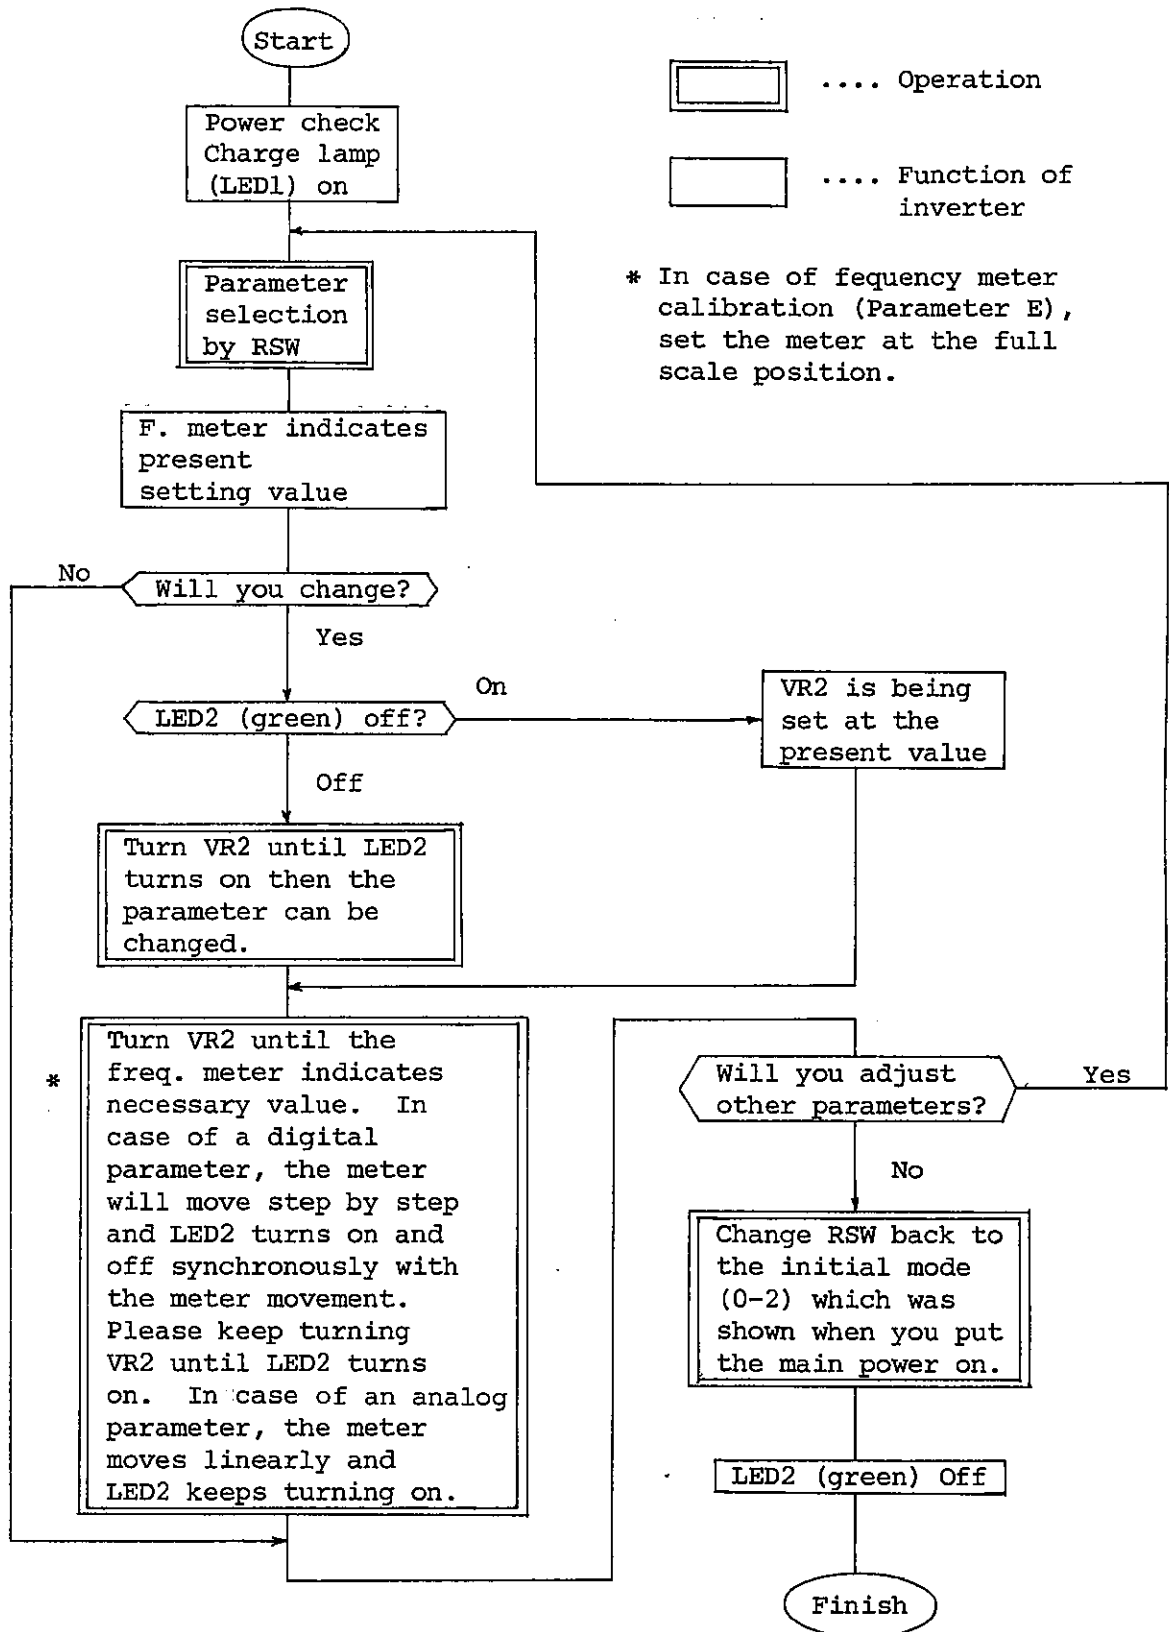 Start
Power check
Charge lamp
(LED1) on
Parameter
selection
by RSW
F. meter indicates
present
setting value
No
Will you change?
Yes
LED2 (green) off?
On
VR2 is being
set at the
present value
Off
Turn VR2 until LED2
turns on then the
parameter can be
changed.
*
Turn VR2 until the
freq. meter indicates
necessary value. In
case of a digital
parameter, the meter
will move step by step
and LED2 turns on and
off synchronously with
the meter movement.
Please keep turning
VR2 until LED2 turns
on. In case of an analog
parameter, the meter
moves linearly and
LED2 keeps turning on.
.... Operation
.... Function of
inverter
* In case of fequency meter
calibration (Parameter E),
set the meter at the full
scale position.
Will you adjust
other parameters?
Yes
No
Change RSW back to
the initial mode
(0-2) which was
shown when you put
the main power on.
LED2 (green) Off
Finish